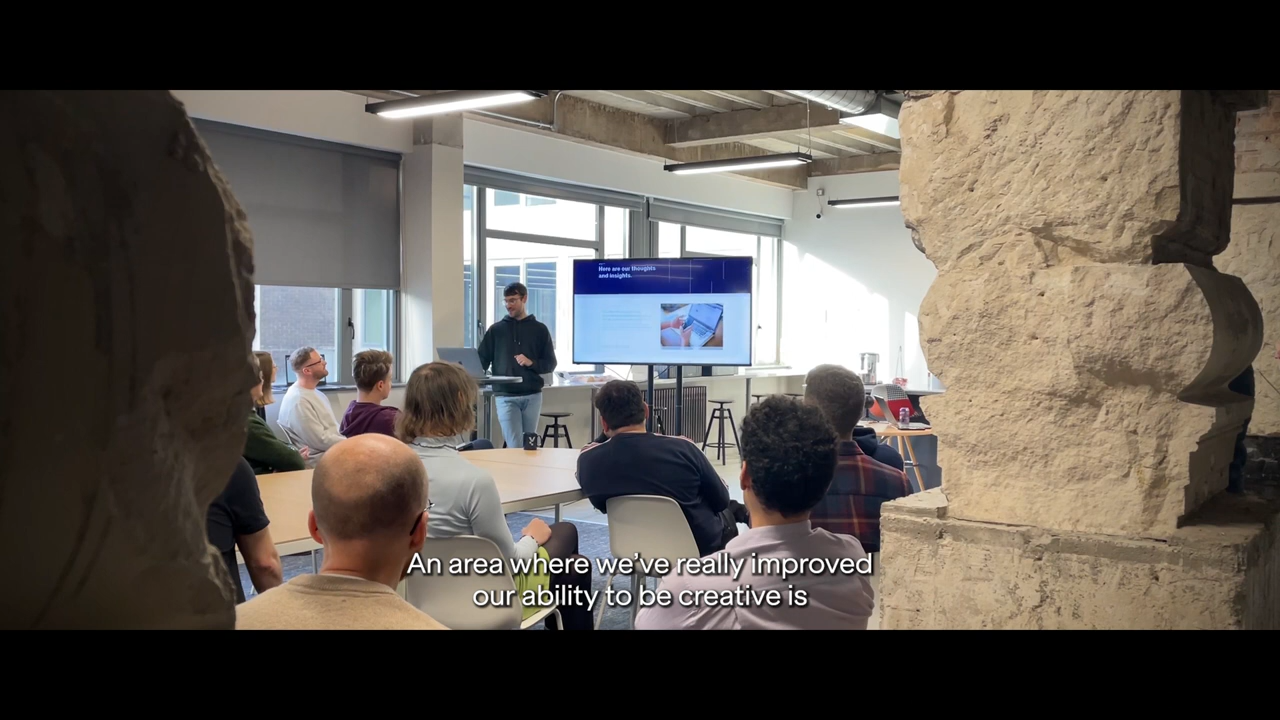 Here are our thoughts
and insights.
An area where we've really improved
our ability to be creative is